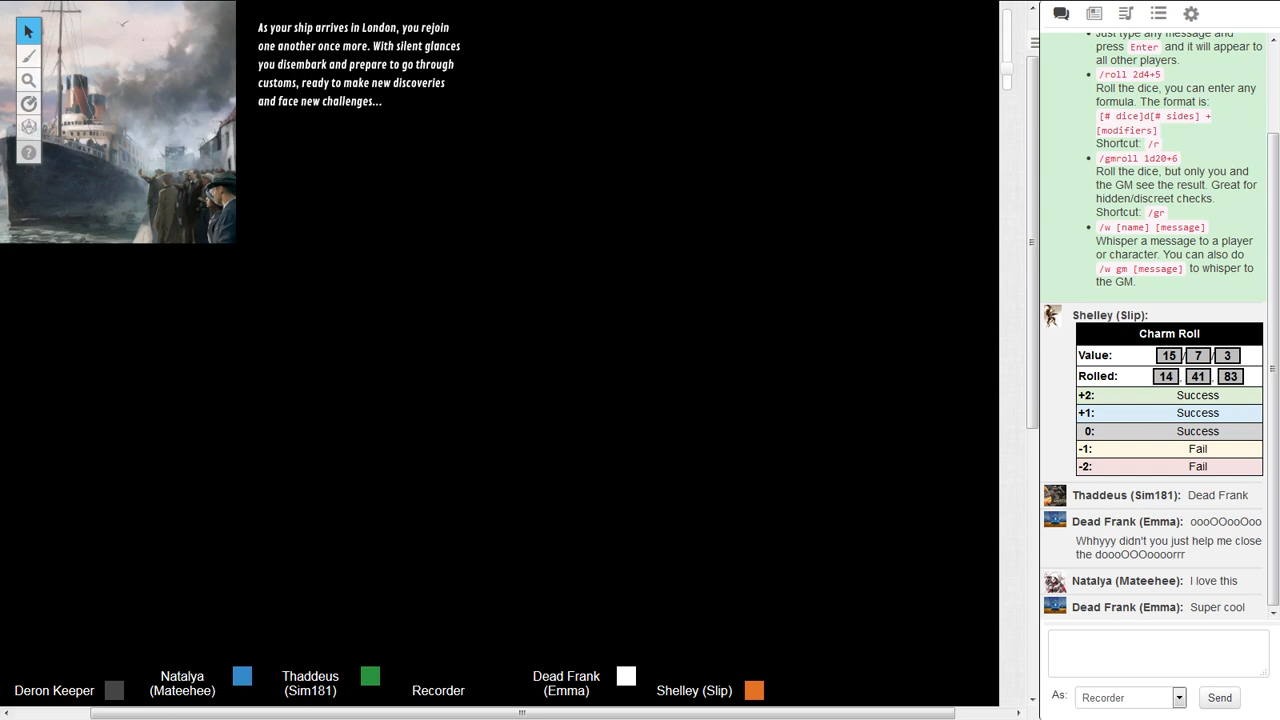 As your ship arrives in London, you rejoin
one another once more. With silent glances
you disembark and prepare to go through
customs, ready to make new discoveries
and face new challenges...
Just type any message and
press Enter and it will appear to
all other players.
/roll 2d4+5
Roll the dice, you can enter any
formula. The format is:
[# dice]d[# sides] +
[modifiers]
Shortcut: /r
/gmroll 1d20+6
Roll the dice, but only you and
the GM see the result. Great for
hidden/discreet checks.
Shortcut: /gr
/w [name] [message]
Whisper a message to a player
or character. You can also do
/w gm [message] to whisper to
the GM.
Shelley (Slip):
Charm Roll
Value: 15 / 7 / 3
Rolled: 14 , 41 , 83
+2: Success
+1: Success
0: Success
-1: Fail
-2: Fail
Thaddeus (Sim181): Dead Frank
Dead Frank (Emma): oooOOooOoo
Whhyyy didn't you just help me close
the doooOOOoooorrr
Natalya (Mateehee): I love this
Dead Frank (Emma): Super cool
As: Recorder Send
Deron Keeper
Natalya
(Mateehee)
Thaddeus
(Sim181)
Recorder
Dead Frank
(Emma)
Shelley (Slip)